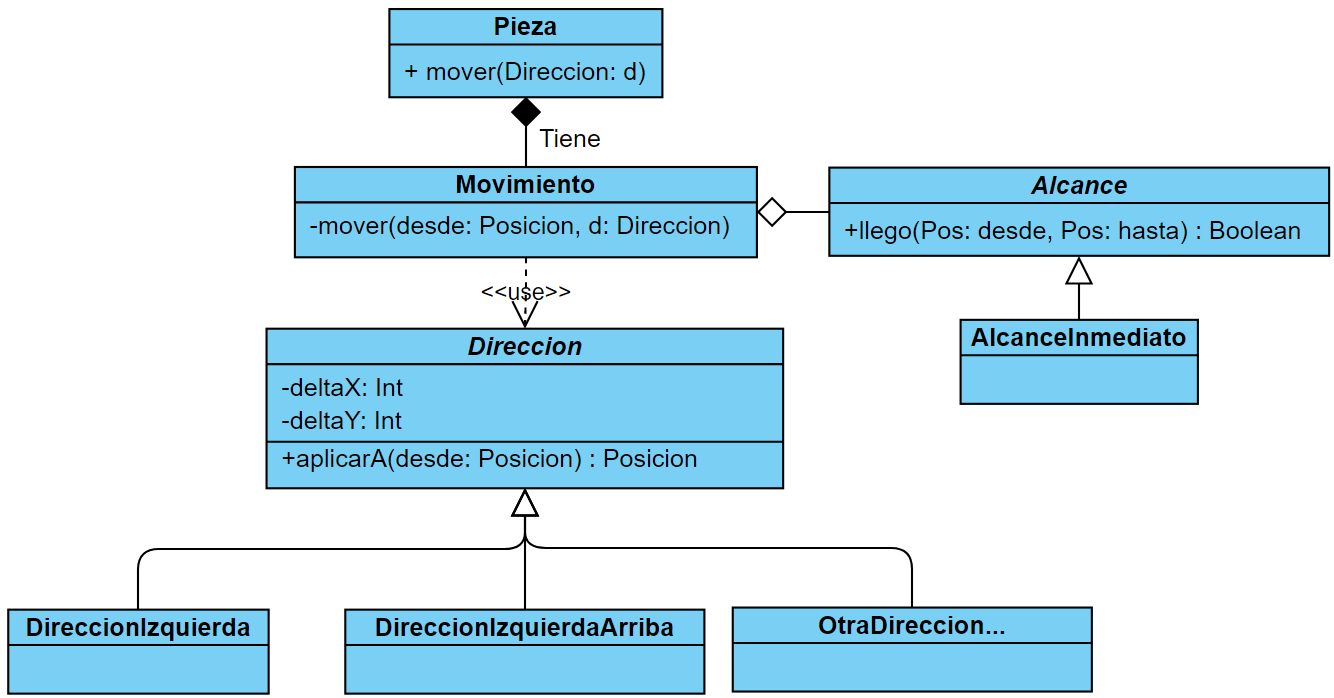 Pieza
+ mover(Direccion: d)
Tiene
Movimiento
-mover(desde: Posicion, d: Direccion)
Alcance
+llego(Pos: desde, Pos: hasta) : Boolean
<<use>>
AlcanceInmediato
Direccion
-deltaX: Int
-deltaY: Int
+aplicarA(desde: Posicion) : Posicion
DireccionIzquierda
DireccionIzquierdaArriba
OtraDireccion...